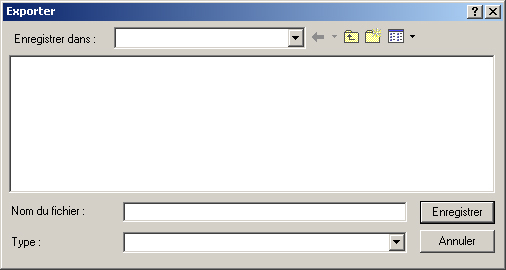 Exporter
Enregistrer dans :
Nom du fichier :
Enregistrer
Type :
Annuler